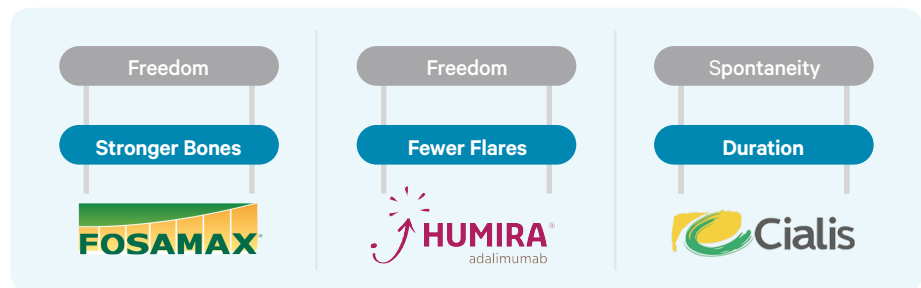 Freedom
Stronger Bones
FOSAMAX®
Freedom
Fewer Flares
HUMIRA®
adalimumab
Spontaneity
Duration
Cialis